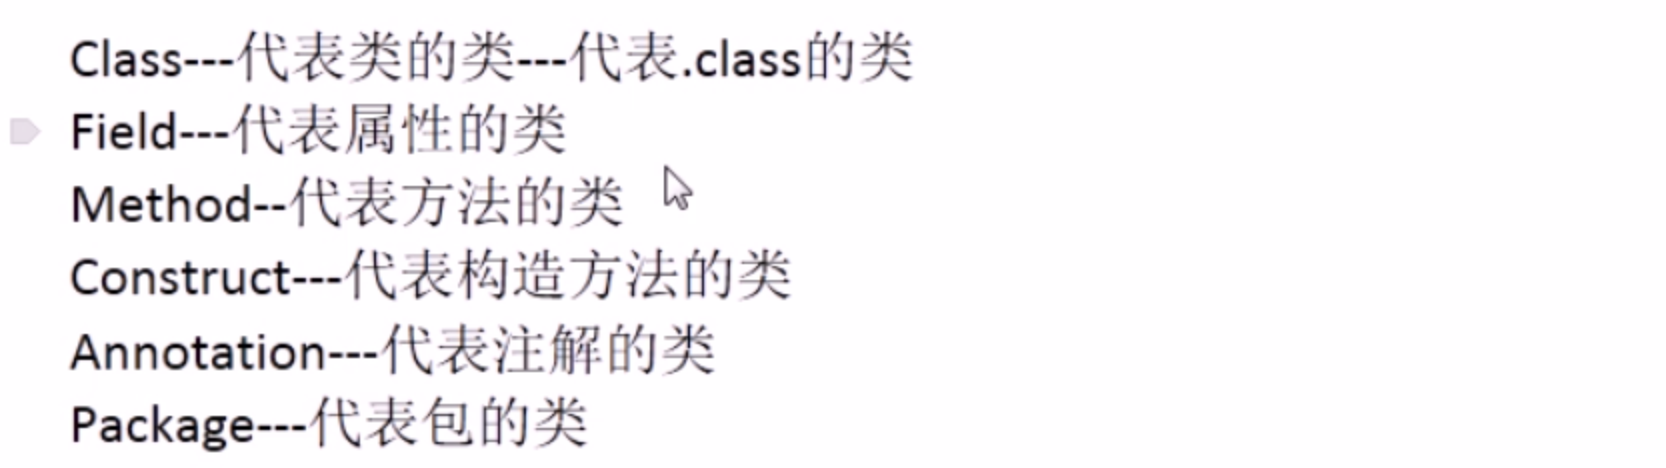 Class---代表类的类---代表.class的类
Field---代表属性的类
Method--代表方法的类
Construct---代表构造方法的类
Annotation---代表注解的类
Package---代表包的类